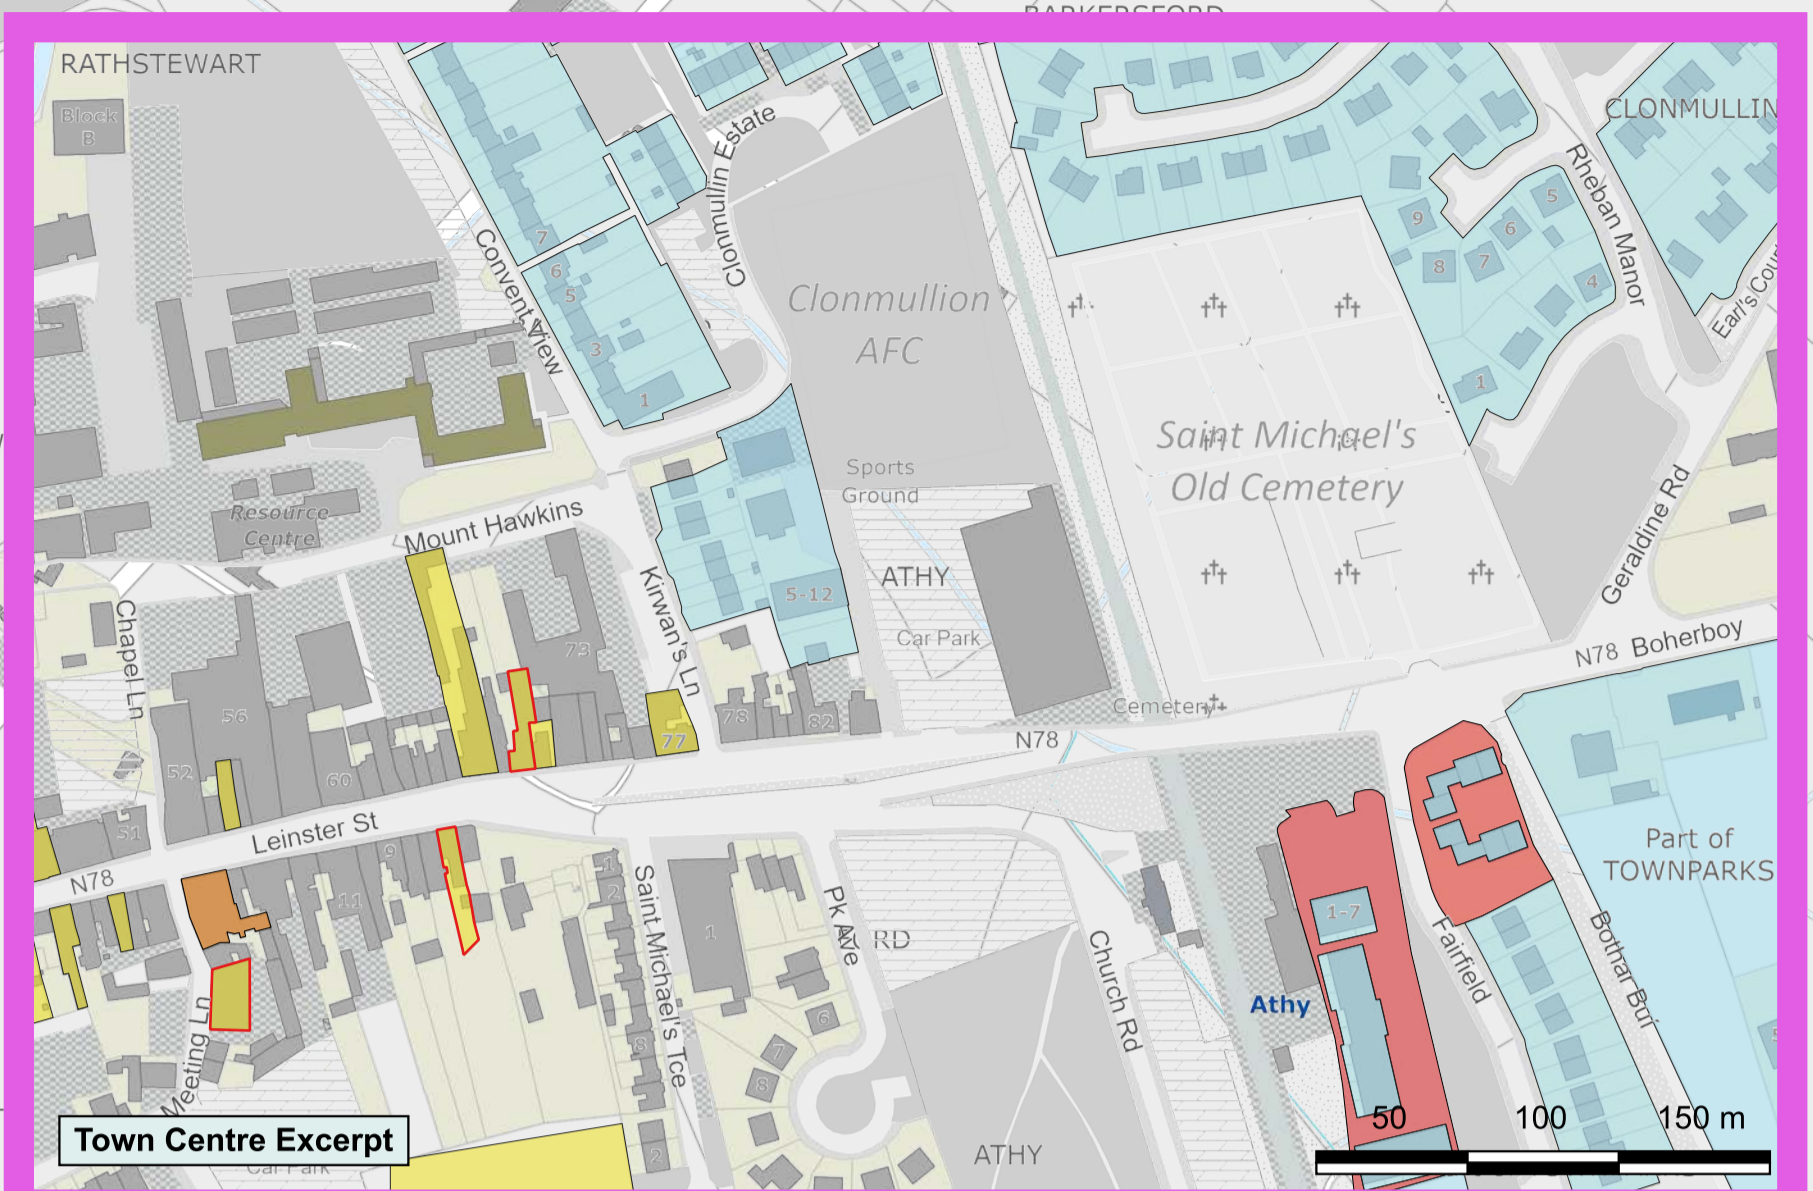 BARKERSFORD
RATHSTEWART
Block
B
CLONMULLIN
Clonmullin Estate
Rheban Manor
Earl's Cour
Convent View
7
6
5
3
1
9
8
7
6
5
4
1
Clonmullion
AFC
Saint Michael's
Old Cemetery
Sports
Ground
Resource
Centre
Mount Hawkins
Kirwan's Ln
Chapel Ln
5-12
ATHY
Car Park
Geraldine Rd
N78 Boherboy
Cemetery
N78
73
56
52
60
51
77
78
82
Leinster St
N78
9
11
1
2
8
2
Saint Michael's Tce
1
Pk Ave
RD
6
7
8
Church Rd
Athy
1-7
Fairfield
Bothar Bui
Part of
TOWNPARKS
Meeting Ln
ATHY
Town Centre Excerpt
Car Park
50 100 150 m